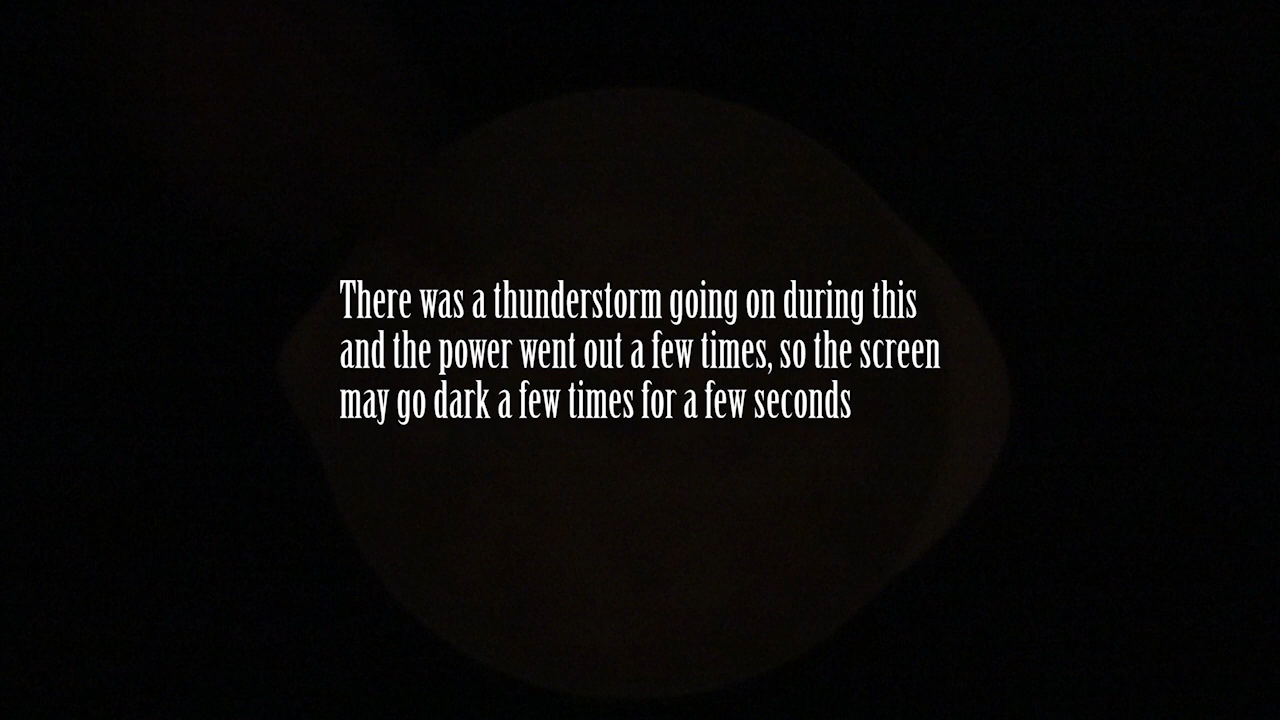 There was a thunderstorm going on during this
and the power went out a few times, so the screen
may go dark a few times for a few seconds